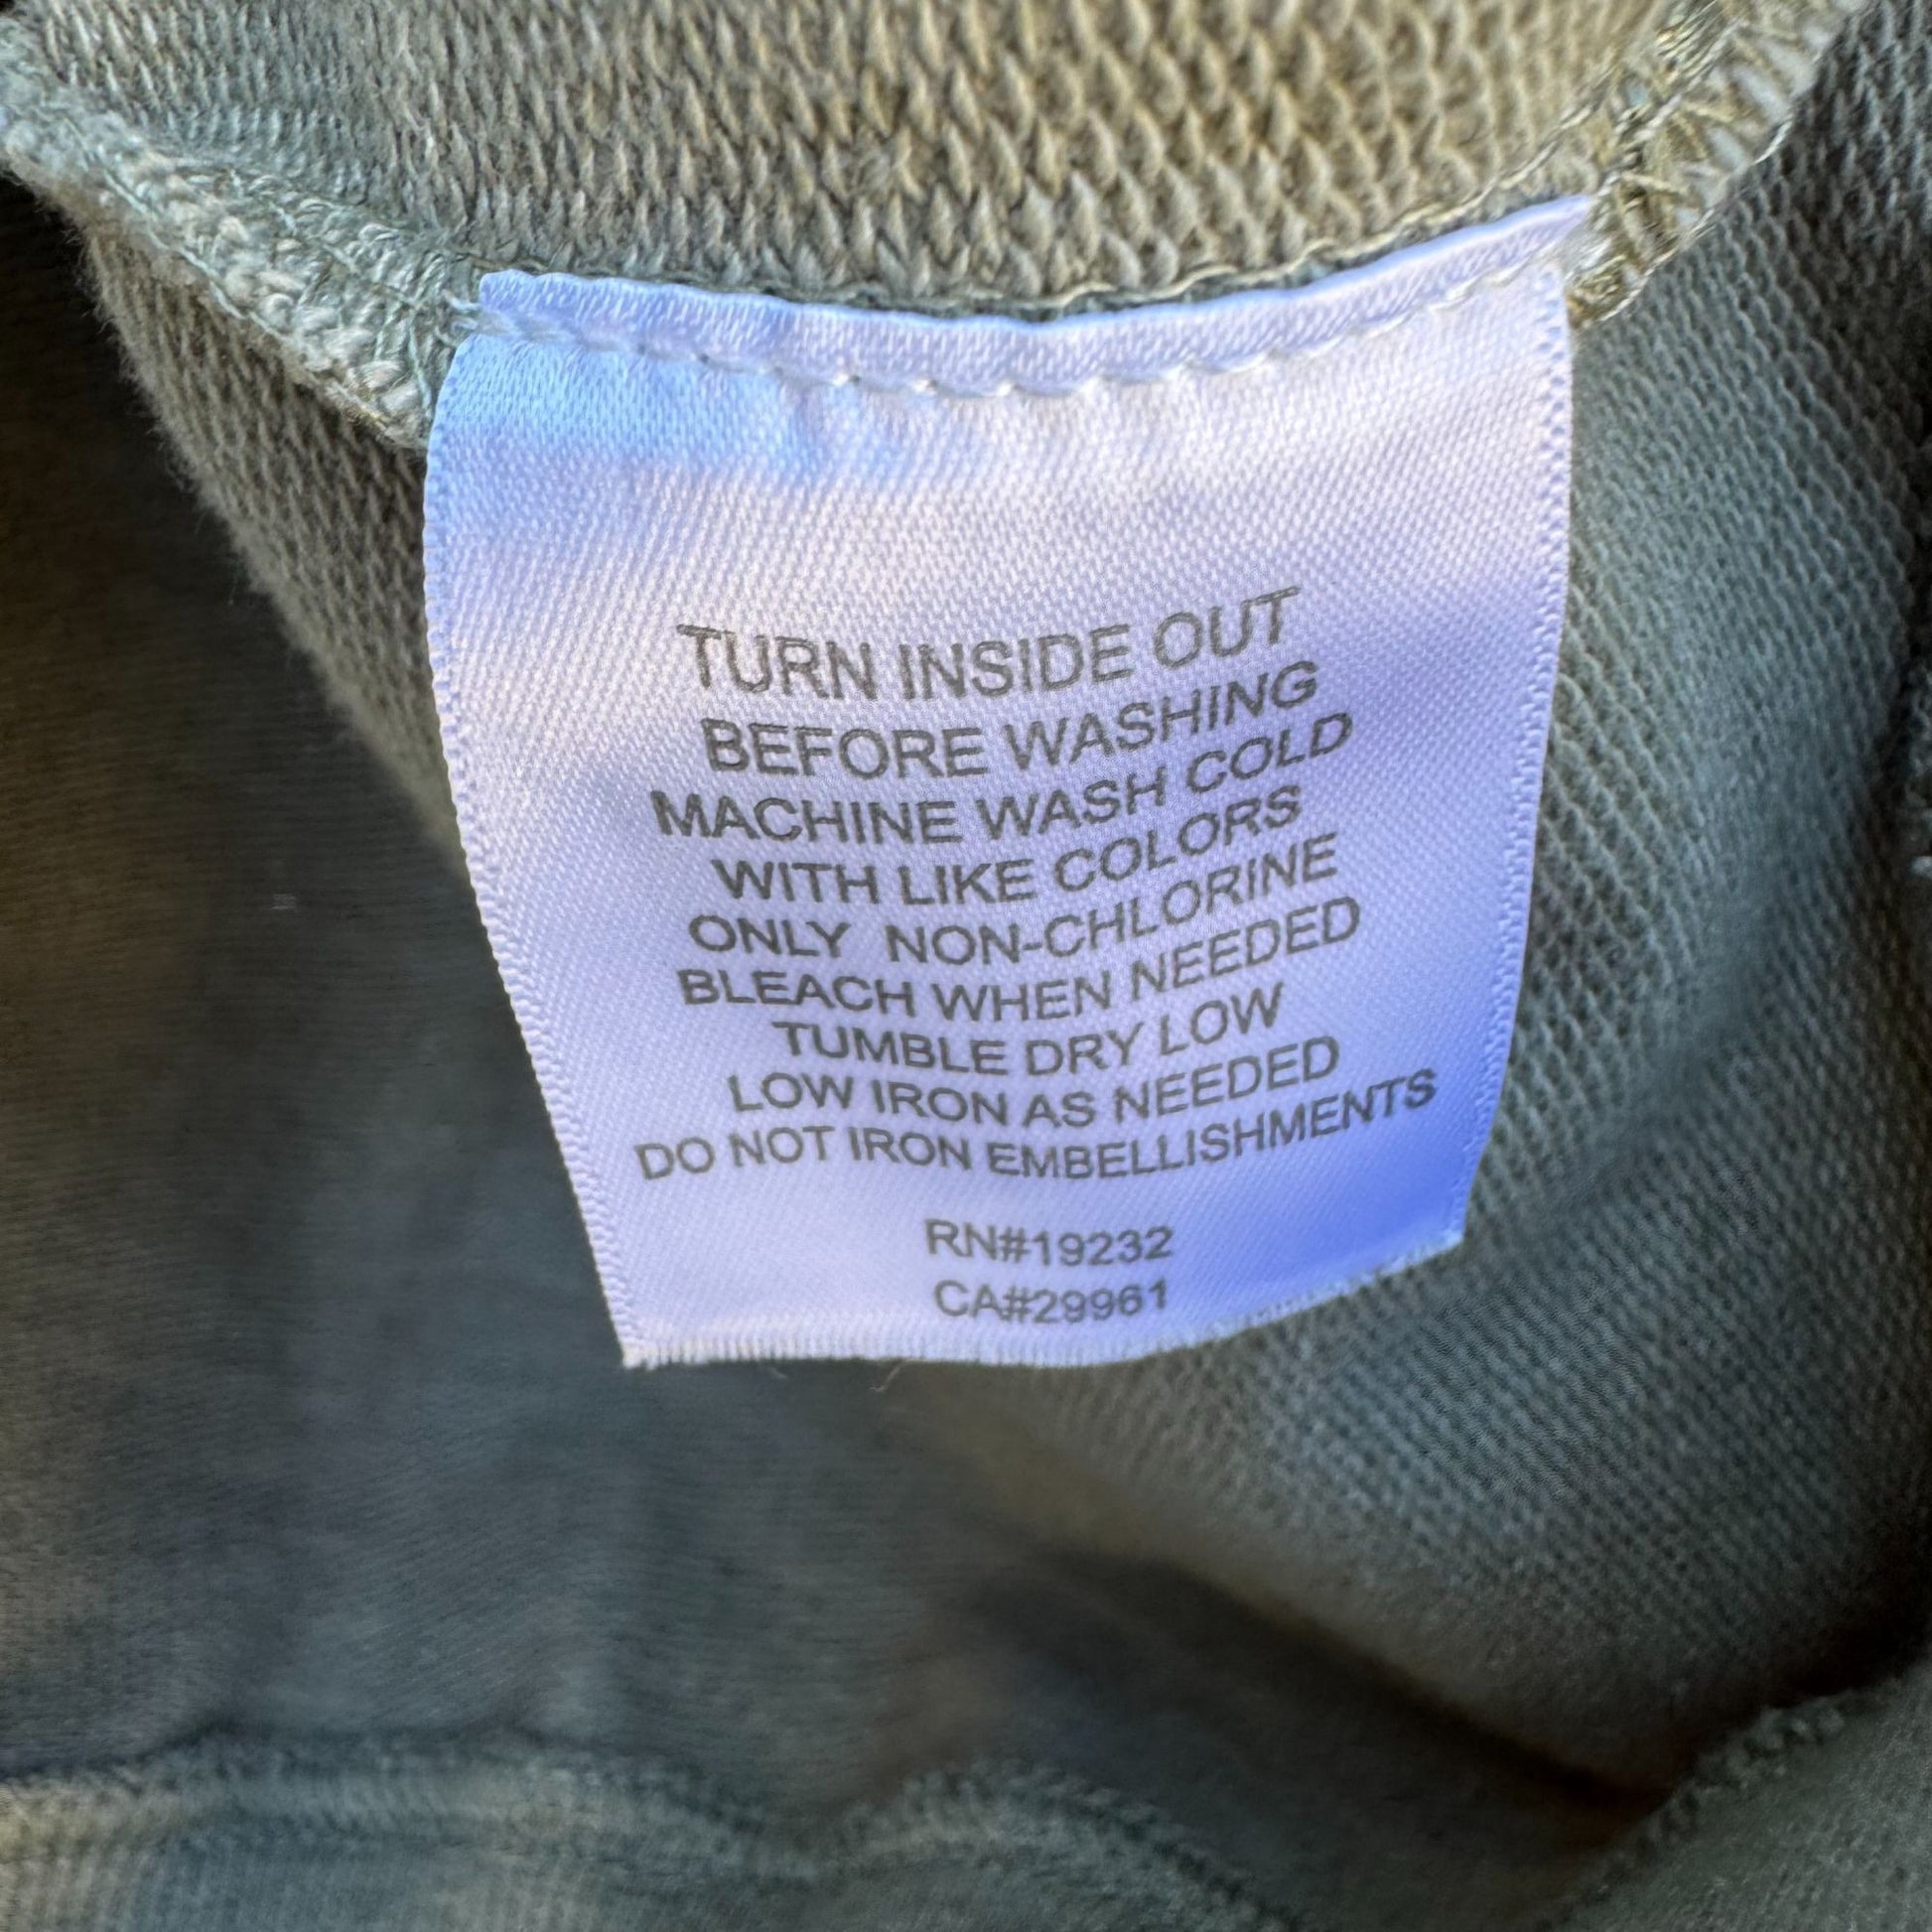 TURN INSIDE OUT
BEFORE WASHING
MACHINE WASH COLD
WITH LIKE COLORS
ONLY NON-CHLORINE
BLEACH WHEN NEEDED
TUMBLE DRY LOW
LOW IRON AS NEEDED
DO NOT IRON EMBELLISHMENTS
RN#19232
CA#29961